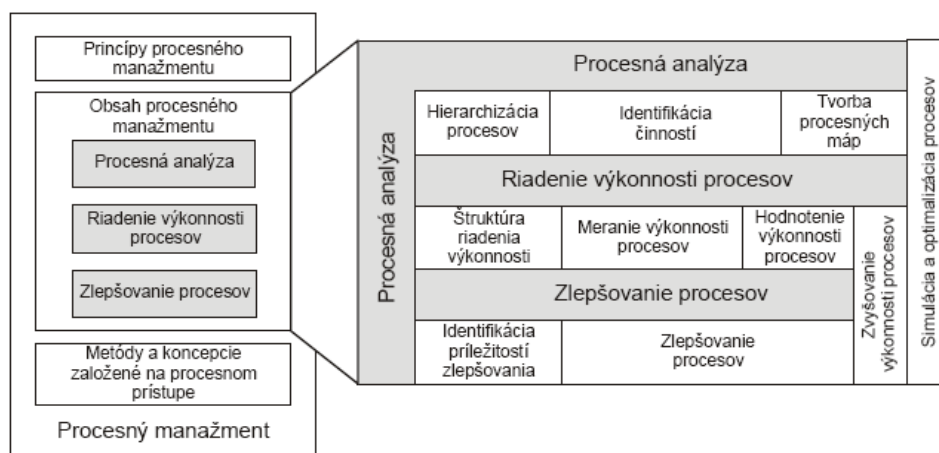 Princípy procesného
manažmentu
Obsah procesného
manažmentu
Procesná analýza
Riadenie výkonnosti
procesov
Zlepšovanie procesov
Metódy a koncepcie
založené na procesnom
prístupe
Procesný manažment
Procesná analýza
Procesná analýza
Hierarchizácia
procesov
Identifikácia
činností
Tvorba
procesných
máp
Riadenie výkonnosti procesov
Štruktúra
riadenia
výkonnosti
Meranie výkonnosti
procesov
Hodnotenie
výkonnosti
procesov
Zlepšovanie procesov
Identifikácia
príležitostí
zlepšovania
Zlepšovanie
procesov
Zvyšovanie
výkonnosti procesov
Simulácia a optimalizácia procesov